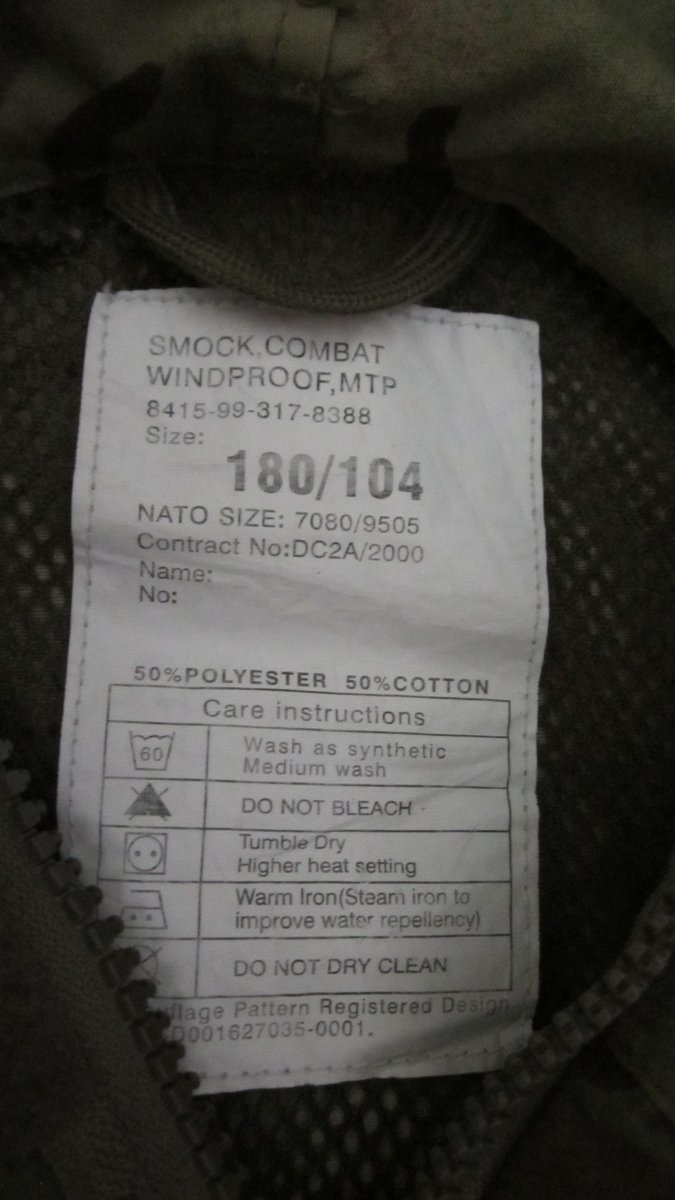 SMOCK,COMBAT
WINDPROOF,MTP
8415-99-317-8388
Size:
180/104
NATO SIZE: 7080/9505
Contract No:DC2A/2000
Name:
No:
50%POLYESTER 50%COTTON
Care instructions
60
Wash as synthetic
Medium wash
DO NOT BLEACH
Tumble Dry
Higher heat setting
Warm Iron(Steam iron to
improve water repellency)
DO NOT DRY CLEAN
Pattern Registered Design
001627035-0001.